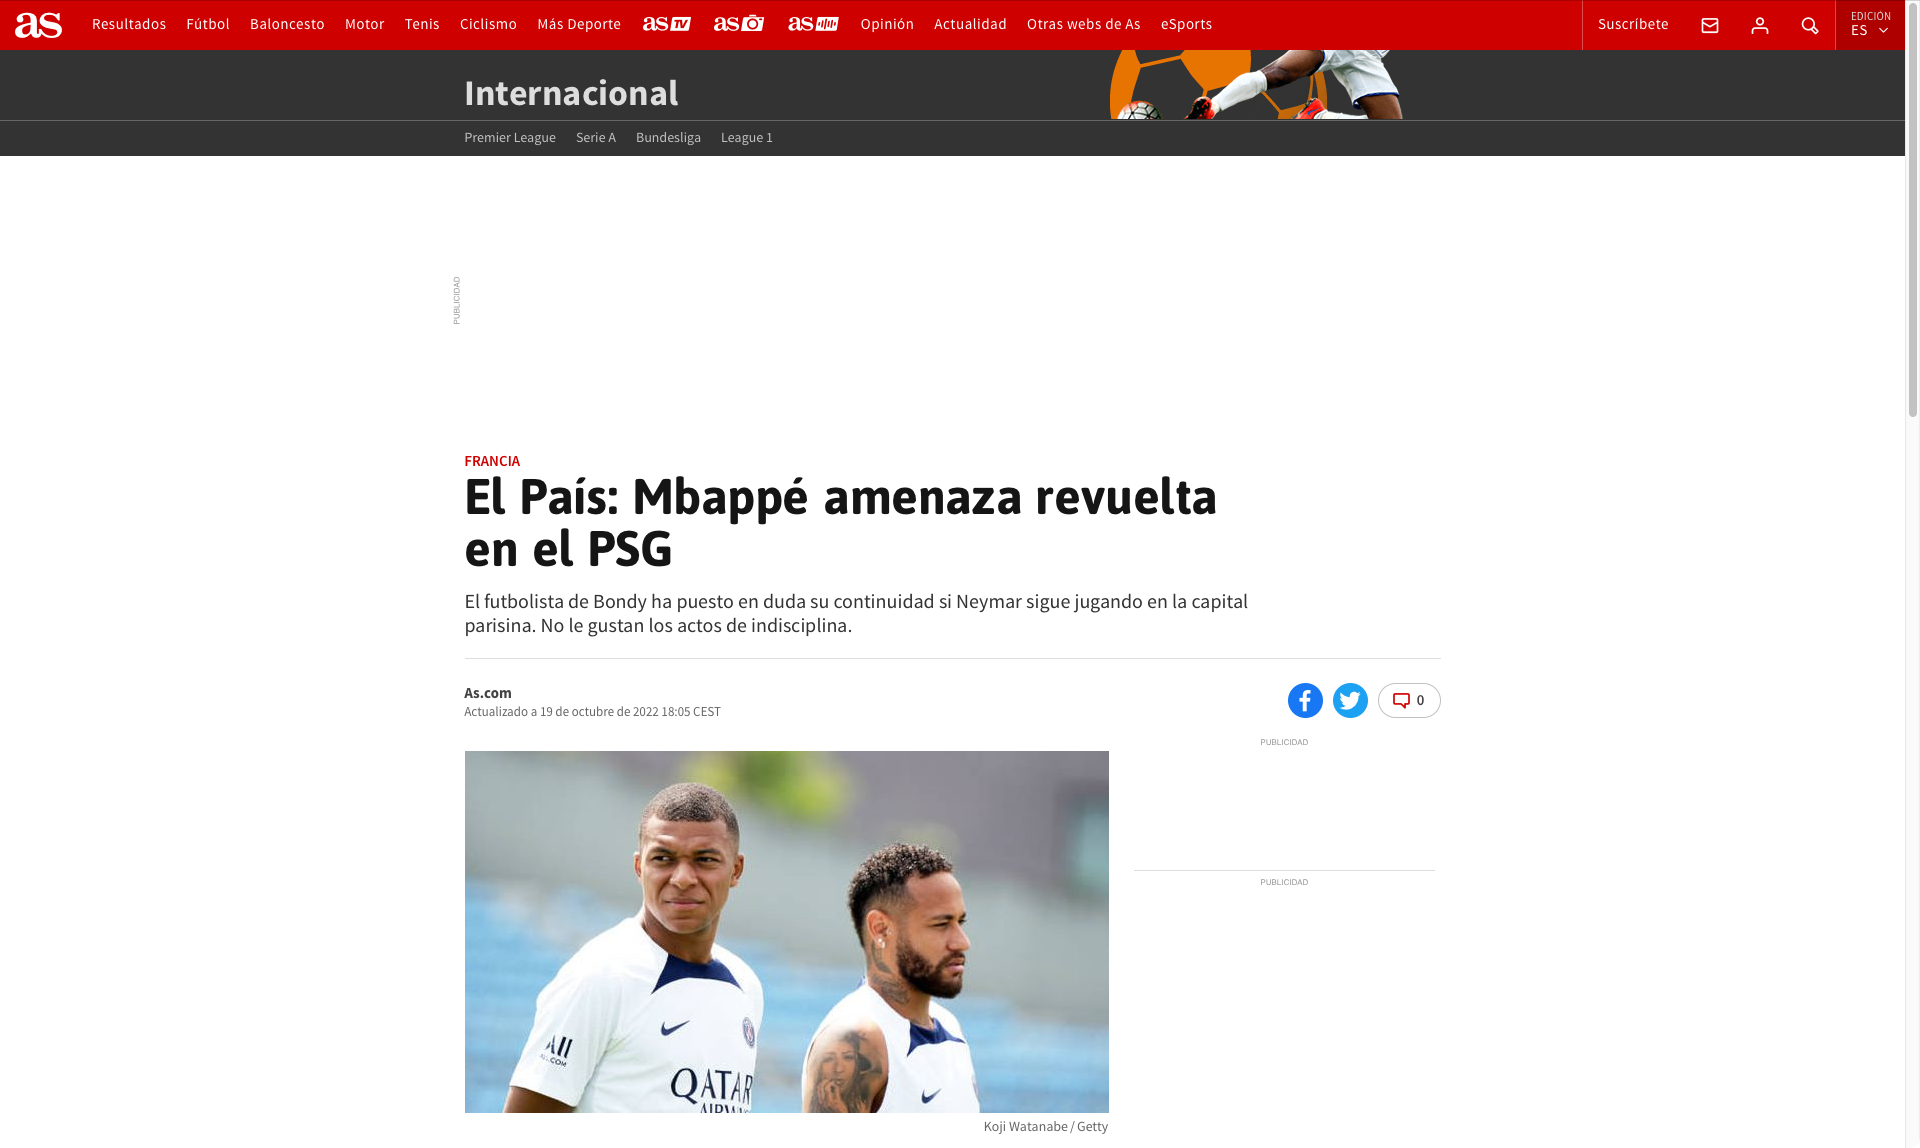 as
Resultados
Fútbol
Baloncesto
Motor
Tenis
Ciclismo
Más Deporte
as TV
as
as
Opinión
Actualidad
Otras webs de As
eSports
Suscríbete
EDICIÓN
ES
Internacional
Premier League
Serie A
Bundesliga
League 1
PUBLICIDAD
FRANCIA
El País: Mbappé amenaza revuelta
en el PSG
El futbolista de Bondy ha puesto en duda su continuidad si Neymar sigue jugando en la capital
parisina. No le gustan los actos de indisciplina.
As.com
Actualizado a 19 de octubre de 2022 18:05 CEST
0
PUBLICIDAD
PUBLICIDAD
QATAR
Koji Watanabe / Getty